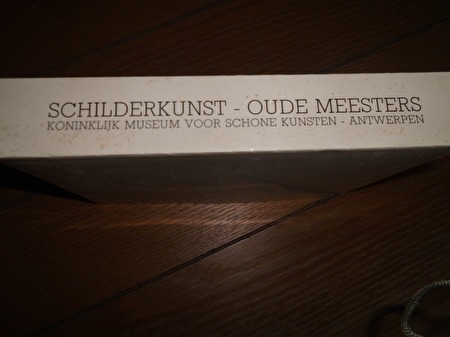 SCHILDERKUNST - OUDE MEESTERS
KONINKLIJK MUSEUM VOOR SCHONE KUNSTEN - ANTWERPEN